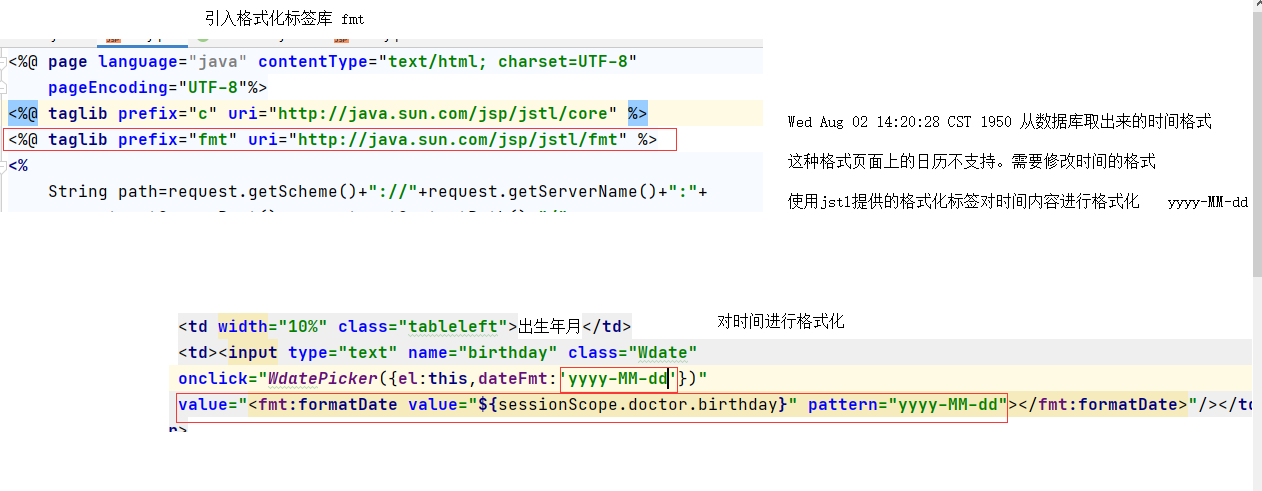 引入格式化标签库 fmt
<%@ page language="java" contentType="text/html; charset=UTF-8"
pageEncoding="UTF-8"%>
<%@ taglib prefix="c" uri="http://java.sun.com/jsp/jstl/core" %>
<%@ taglib prefix="fmt" uri="http://java.sun.com/jsp/jstl/fmt" %>
<%
String path=request.getScheme()+"://"+request.getServerName()+":"+
Wed Aug 02 14:20:28 CST 1950 从数据库取出来的时间格式
这种格式页面上的日历不支持。需要修改时间的格式
使用jstl提供的格式化标签对时间内容进行格式化 yyyy-MM-dd
<td width="10%" class="tableleft">出生年月</td>
对时间进行格式化
<td><input type="text" name="birthday" class="Wdate"
onclick="WdatePicker({el:this,dateFmt:'yyyy-MM-dd'})"
value="<fmt:formatDate value="${sessionScope.doctor.birthday}" pattern="yyyy-MM-dd"></fmt:formatDate>"/></td